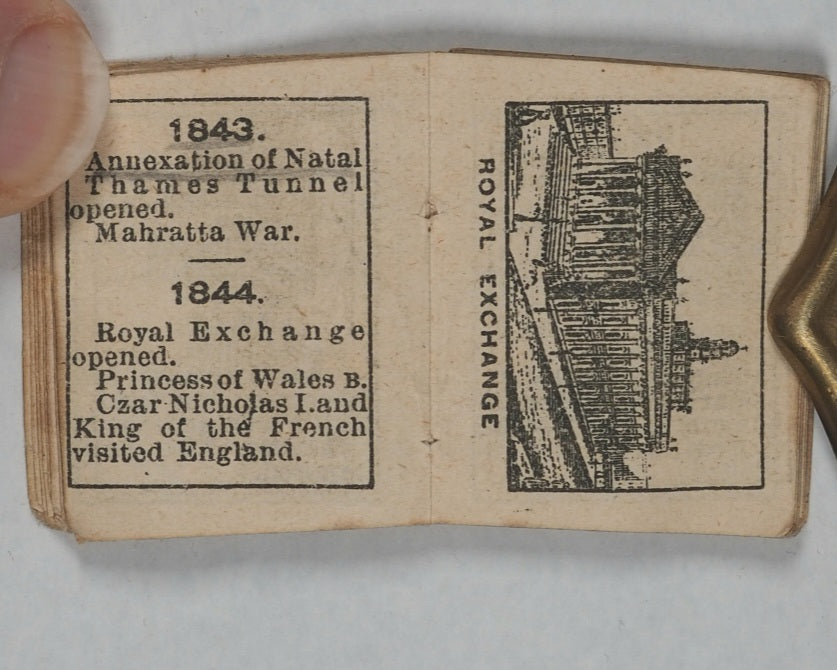 1843.
Annexation of Natal
Thames Tunnel
opened.
Mahratta War.
1844.
Royal Exchange
opened.
Princess of Wales B.
Czar Nicholas I. and
King of the French
visited England.
ROYAL EXCHANGE